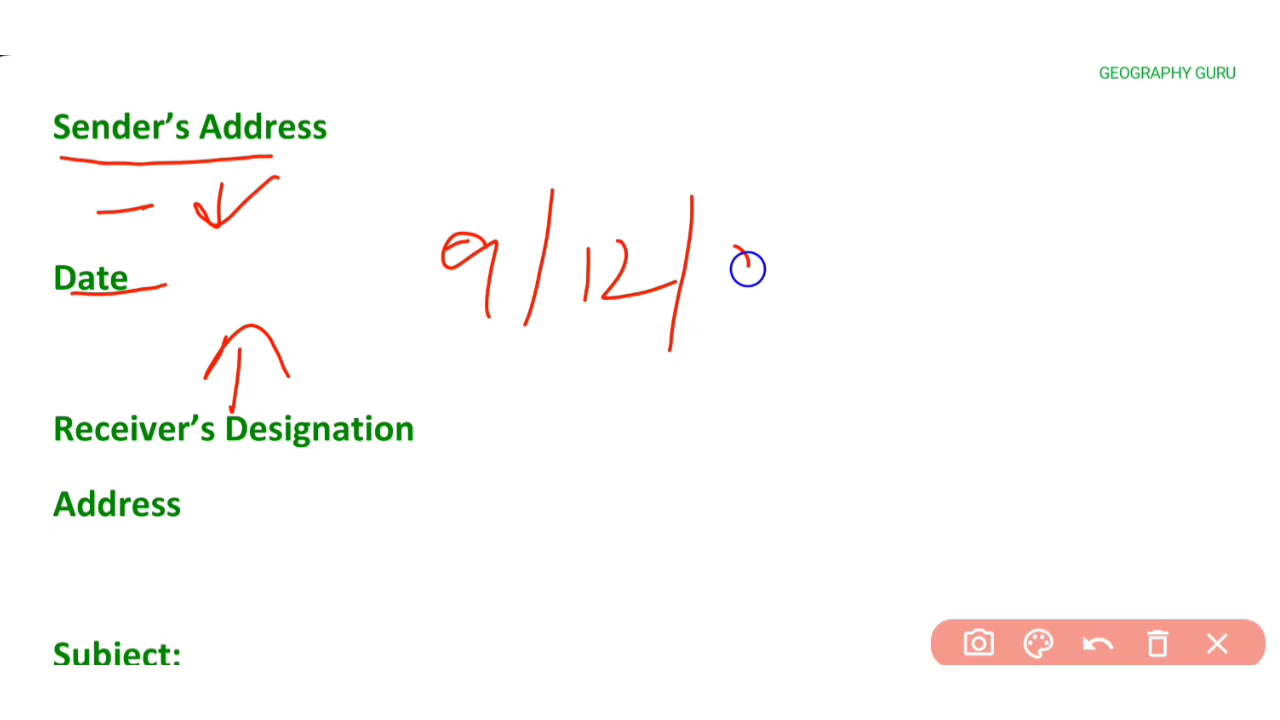 GEOGRAPHY GURU
Sender's Address
9/12/
Date
Receiver's Designation
Address
Subject: